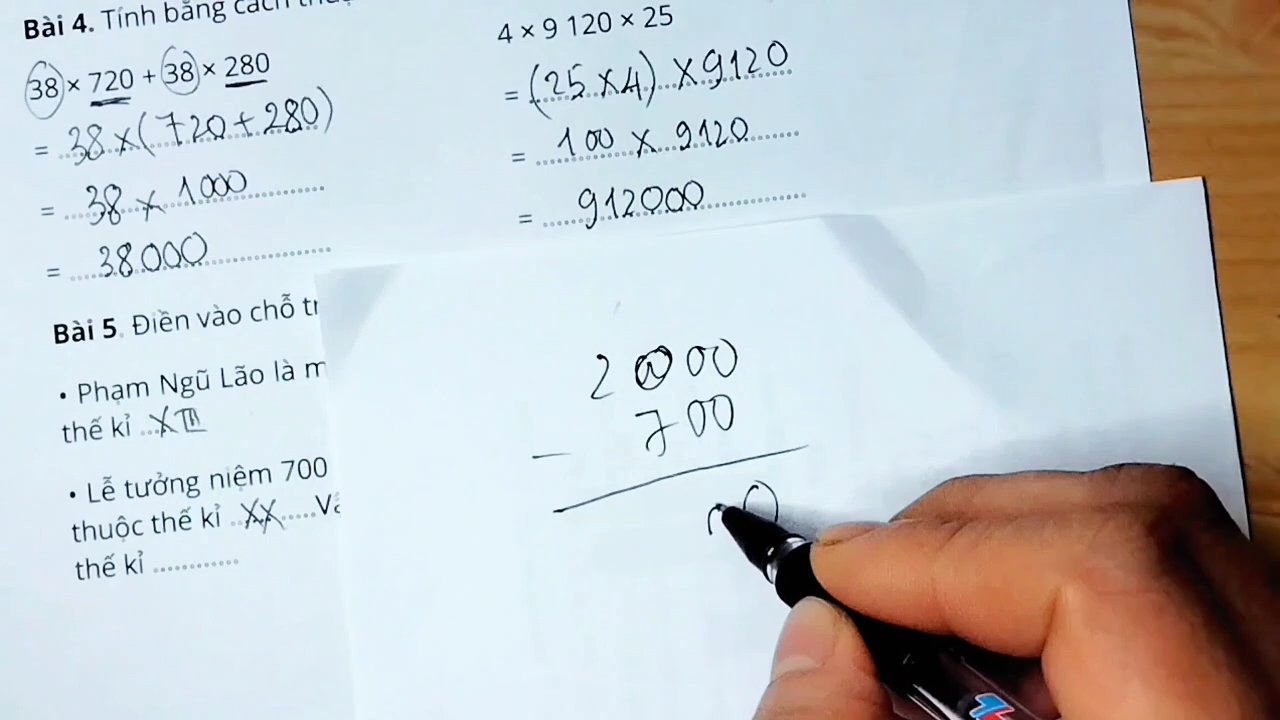 Bài 4. Tính bằng cách
38 × 720 + 38 × 280
= 38 × (720 + 280)
= 38 × 1000
= 38000
4 × 9 120 × 25
= (25 × 4) × 9120
= 100 × 9120
= 912000
Bài 5. Điền vào chỗ
• Phạm Ngũ Lão là
thế kỉ XIII
• Lễ tưởng niệm 700
thuộc thế kỉ XX
thế kỉ
2000
700
−
0